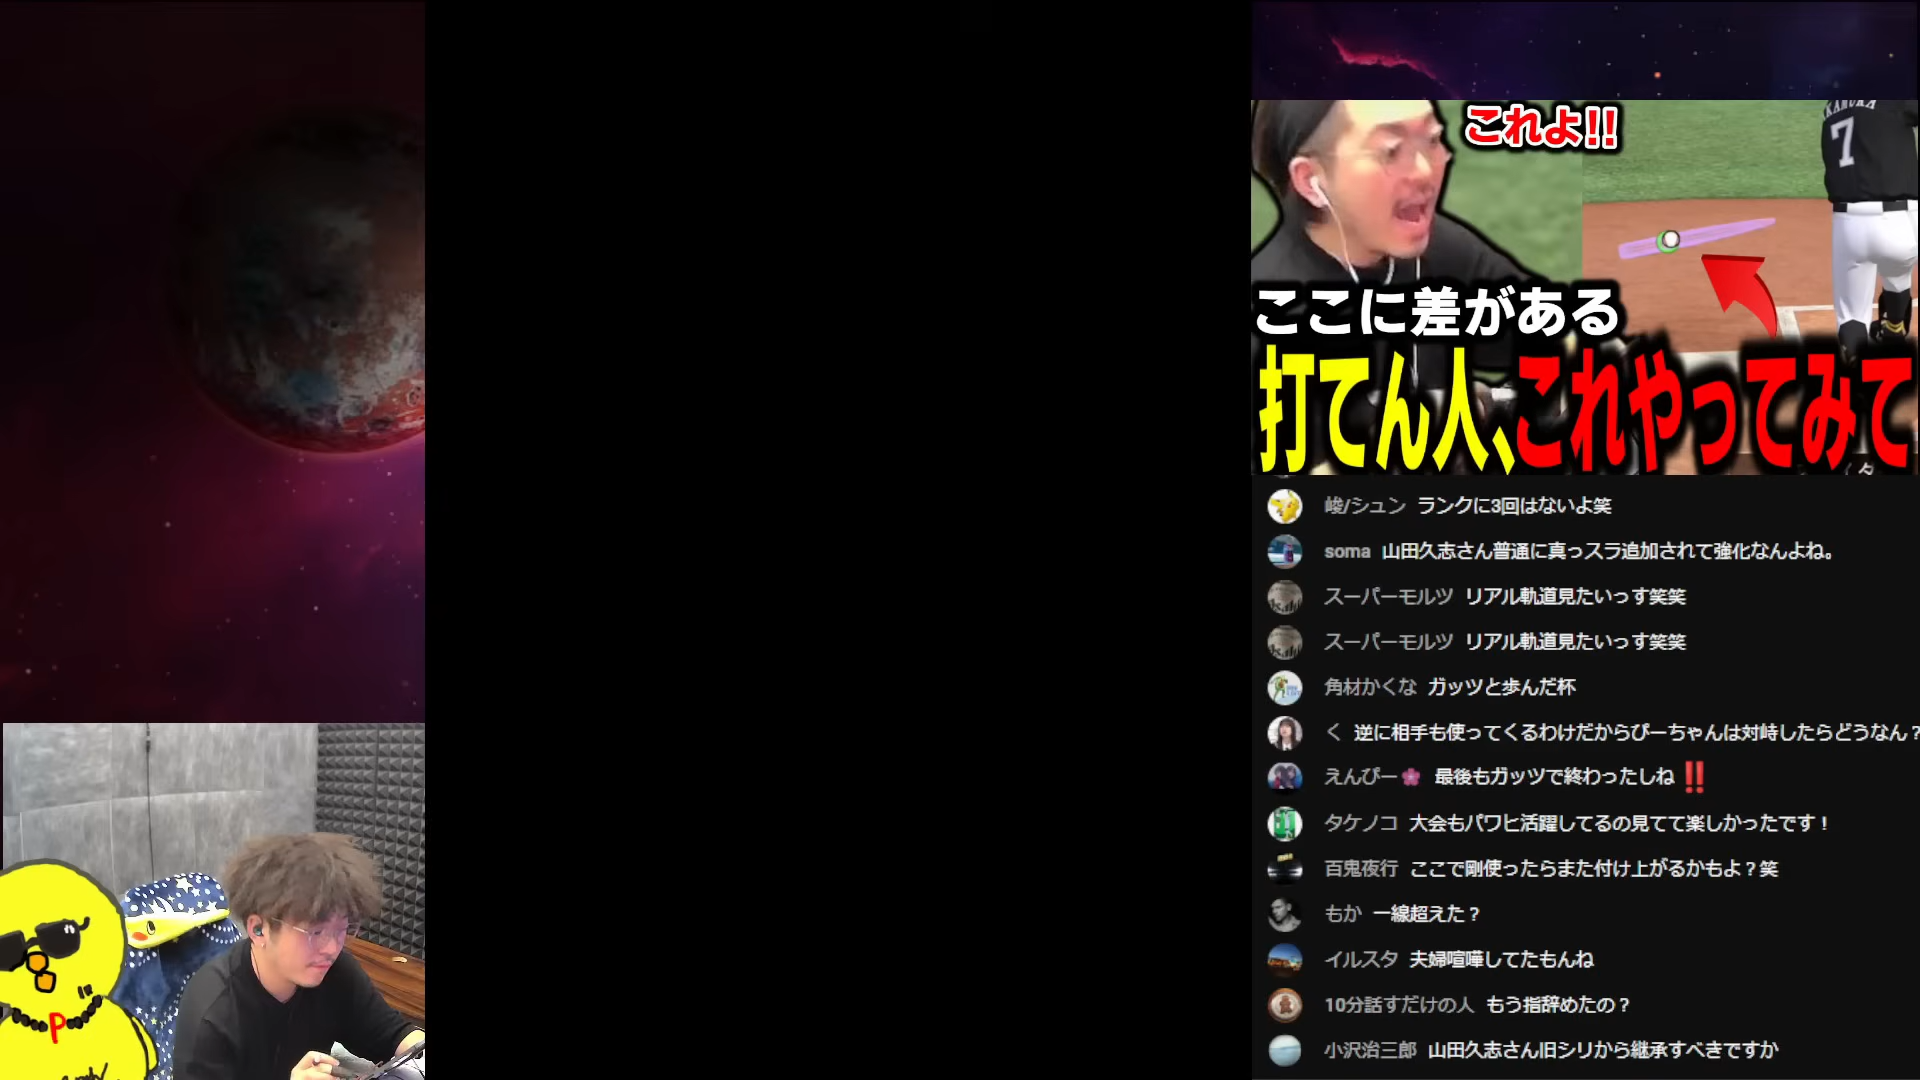 これよ!!
7
ここに差がある
打てん人、これやってみて
峻/シュン ランクに3回はないよ笑
soma 山田久志さん普通に真っスラ追加されて強化なんよね。
スーパーモルツ リアル軌道見たいっす笑笑
スーパーモルツ リアル軌道見たいっす笑笑
角材かくな ガッツと歩んだ杯
く 逆に相手も使ってくるわけだからぴーちゃんは対峙したらどうなん？
えんぴー🌸 最後もガッツで終わったしね‼️
タケノコ 大会もパワヒ活躍してるの見てて楽しかったです！
百鬼夜行 ここで剛使ったらまた付け上がるかもよ？笑
もか 一線超えた？
イルスタ 夫婦喧嘩してたもんね
10分話すだけの人 もう指辞めたの？
小沢治三郎 山田久志さん旧シリから継承すべきですか
P